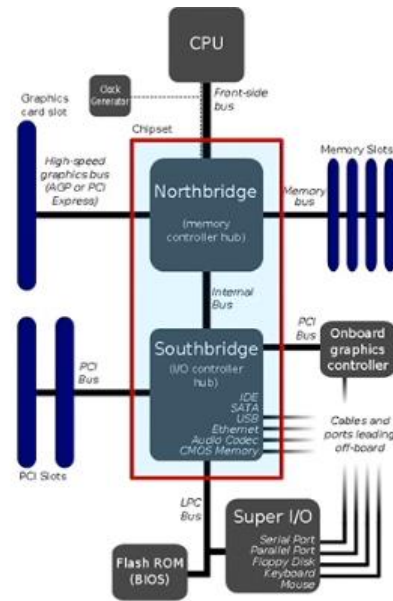 CPU
Clock
Generator
Front-side
bus
Graphics
card slot
Chipset
High-speed
graphics bus
(AGP or PCI
Express)
Northbridge
(memory
controller hub)
Memory
bus
Memory Slots
Internal
Bus
PCI
Bus
Southbridge
(I/O controller
hub)
PCI
Bus
Onboard
graphics
controller
IDE
SATA
USB
Ethernet
Audio Codec
CMOS Memory
Cables and
ports leading
off-board
PCI Slots
LPC
Bus
Super I/O
Serial Port
Parallel Port
Floppy Disk
Keyboard
Mouse
Flash ROM
(BIOS)